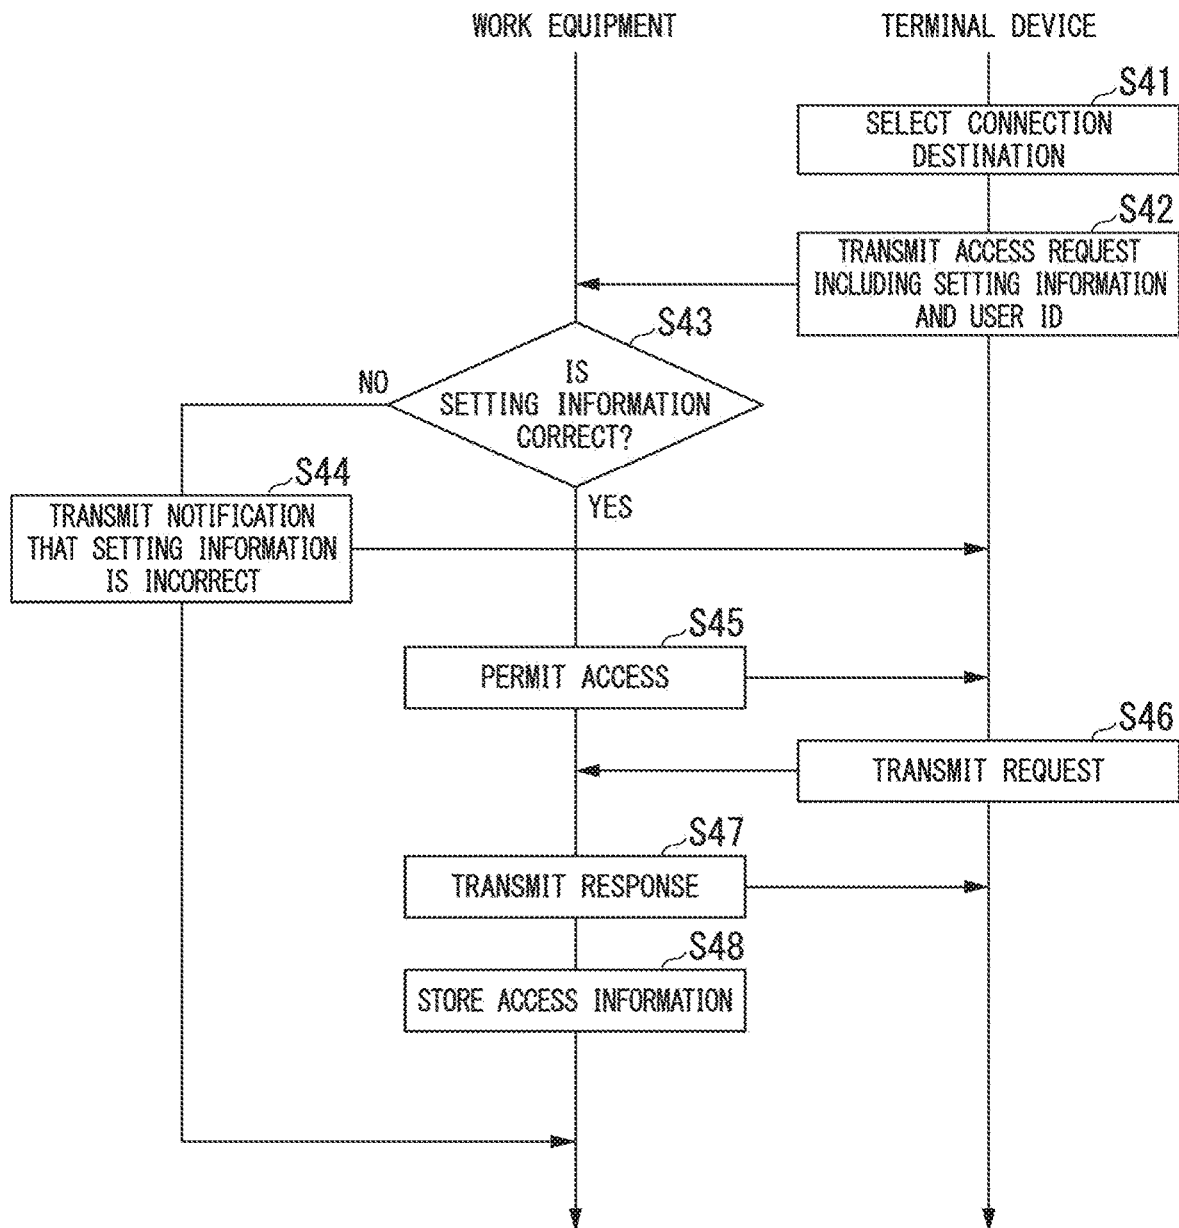 WORK EQUIPMENT
TERMINAL DEVICE
S41
SELECT CONNECTION
DESTINATION
S42
TRANSMIT ACCESS REQUEST
INCLUDING SETTING INFORMATION
AND USER ID
S43
IS
SETTING INFORMATION
CORRECT?
NO
YES
S44
TRANSMIT NOTIFICATION
THAT SETTING INFORMATION
IS INCORRECT
S45
PERMIT ACCESS
S46
TRANSMIT REQUEST
S47
TRANSMIT RESPONSE
S48
STORE ACCESS INFORMATION